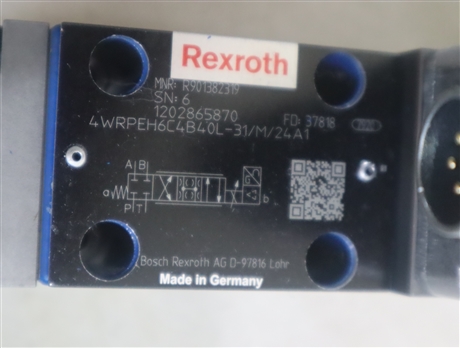 Rexroth
MNR: R901382319
SN: 6
1202865870
FD: 37818
4WRPEH6C4B40L-31/M/24A1
A B
a
b
P T
Bosch Rexroth AG D-97816 Lohr
Made in Germany